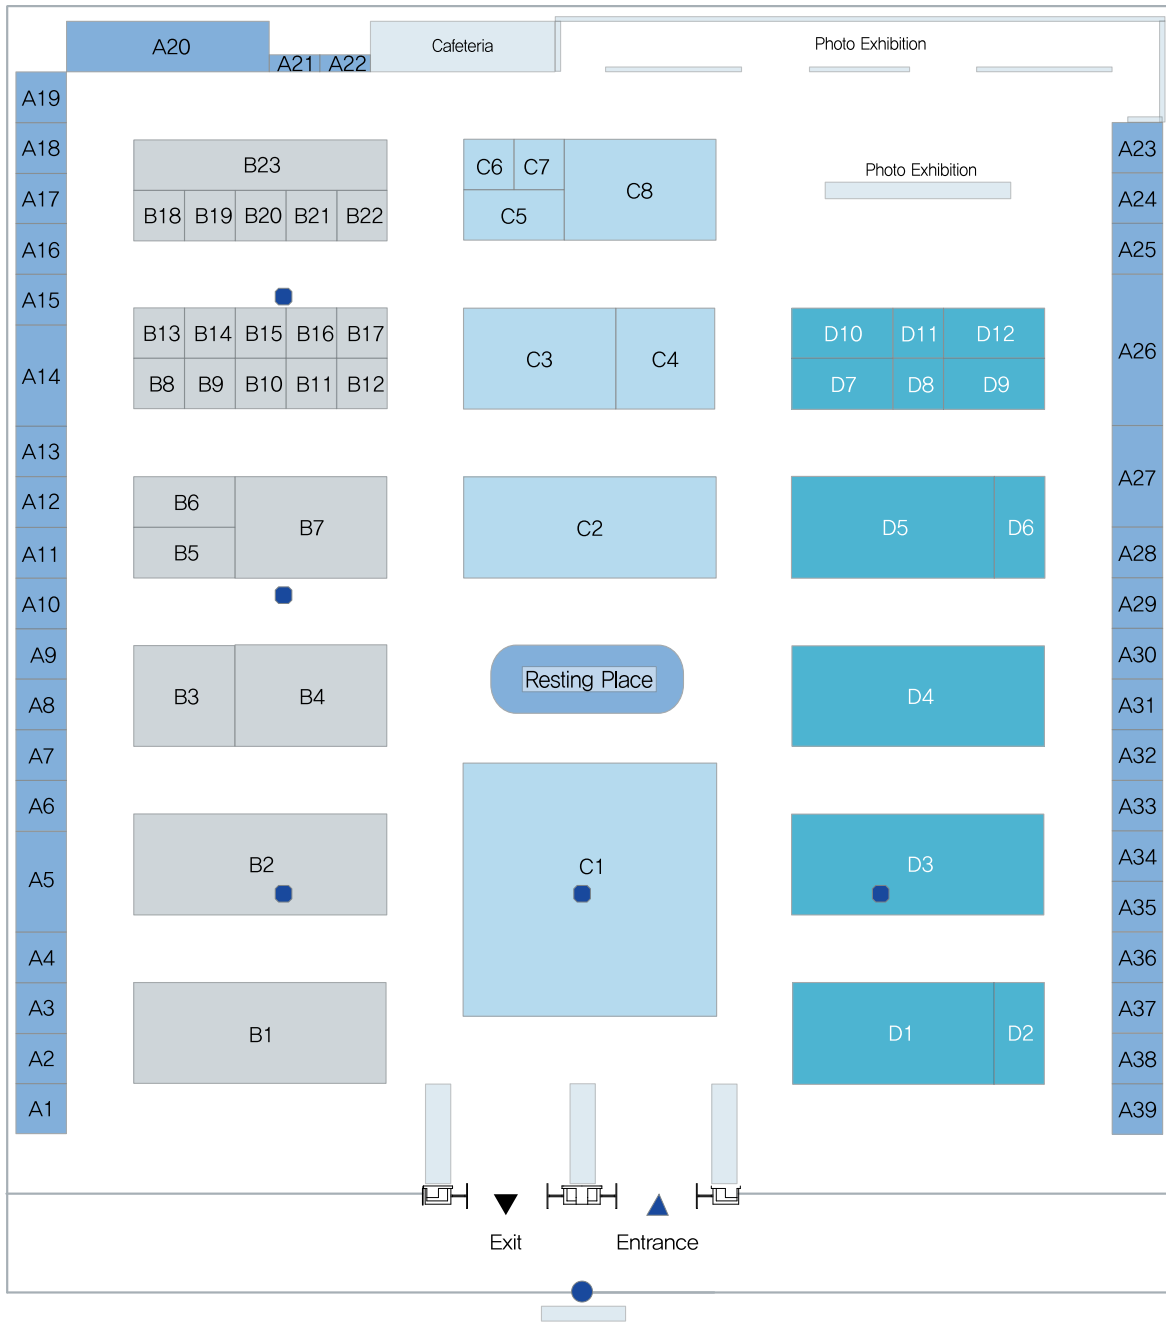 A20
A21 A22
Cafeteria
Photo Exhibition
A19
A18
A17
A16
A15
A14
A13
A12
A11
A10
A9
A8
A7
A6
A5
A4
A3
A2
A1
B23
B18 B19 B20 B21 B22
B13 B14 B15 B16 B17
B8 B9 B10 B11 B12
B6
B5
B7
B3
B4
B2
B1
C6 C7
C5
C8
C3
C4
C2
Resting Place
C1
Photo Exhibition
D10 D11 D12
D7 D8 D9
D5
D6
D4
D3
D1
D2
A23
A24
A25
A26
A27
A28
A29
A30
A31
A32
A33
A34
A35
A36
A37
A38
A39
Exit
Entrance